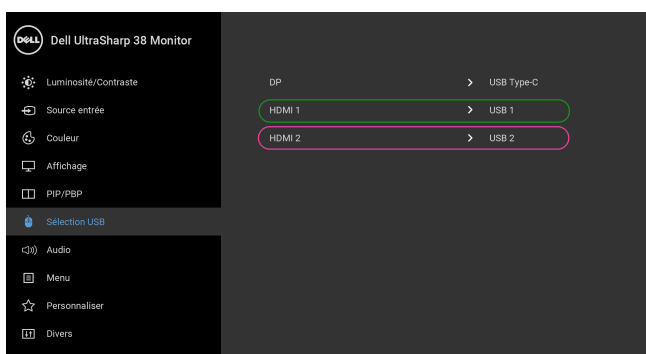 DELL Dell UltraSharp 38 Monitor
Luminosité/Contraste
DP > USB Type-C
Source entrée
HDMI 1 > USB 1
Couleur
HDMI 2 > USB 2
Affichage
PIP/PBP
Sélection USB
Audio
Menu
Personnaliser
Divers